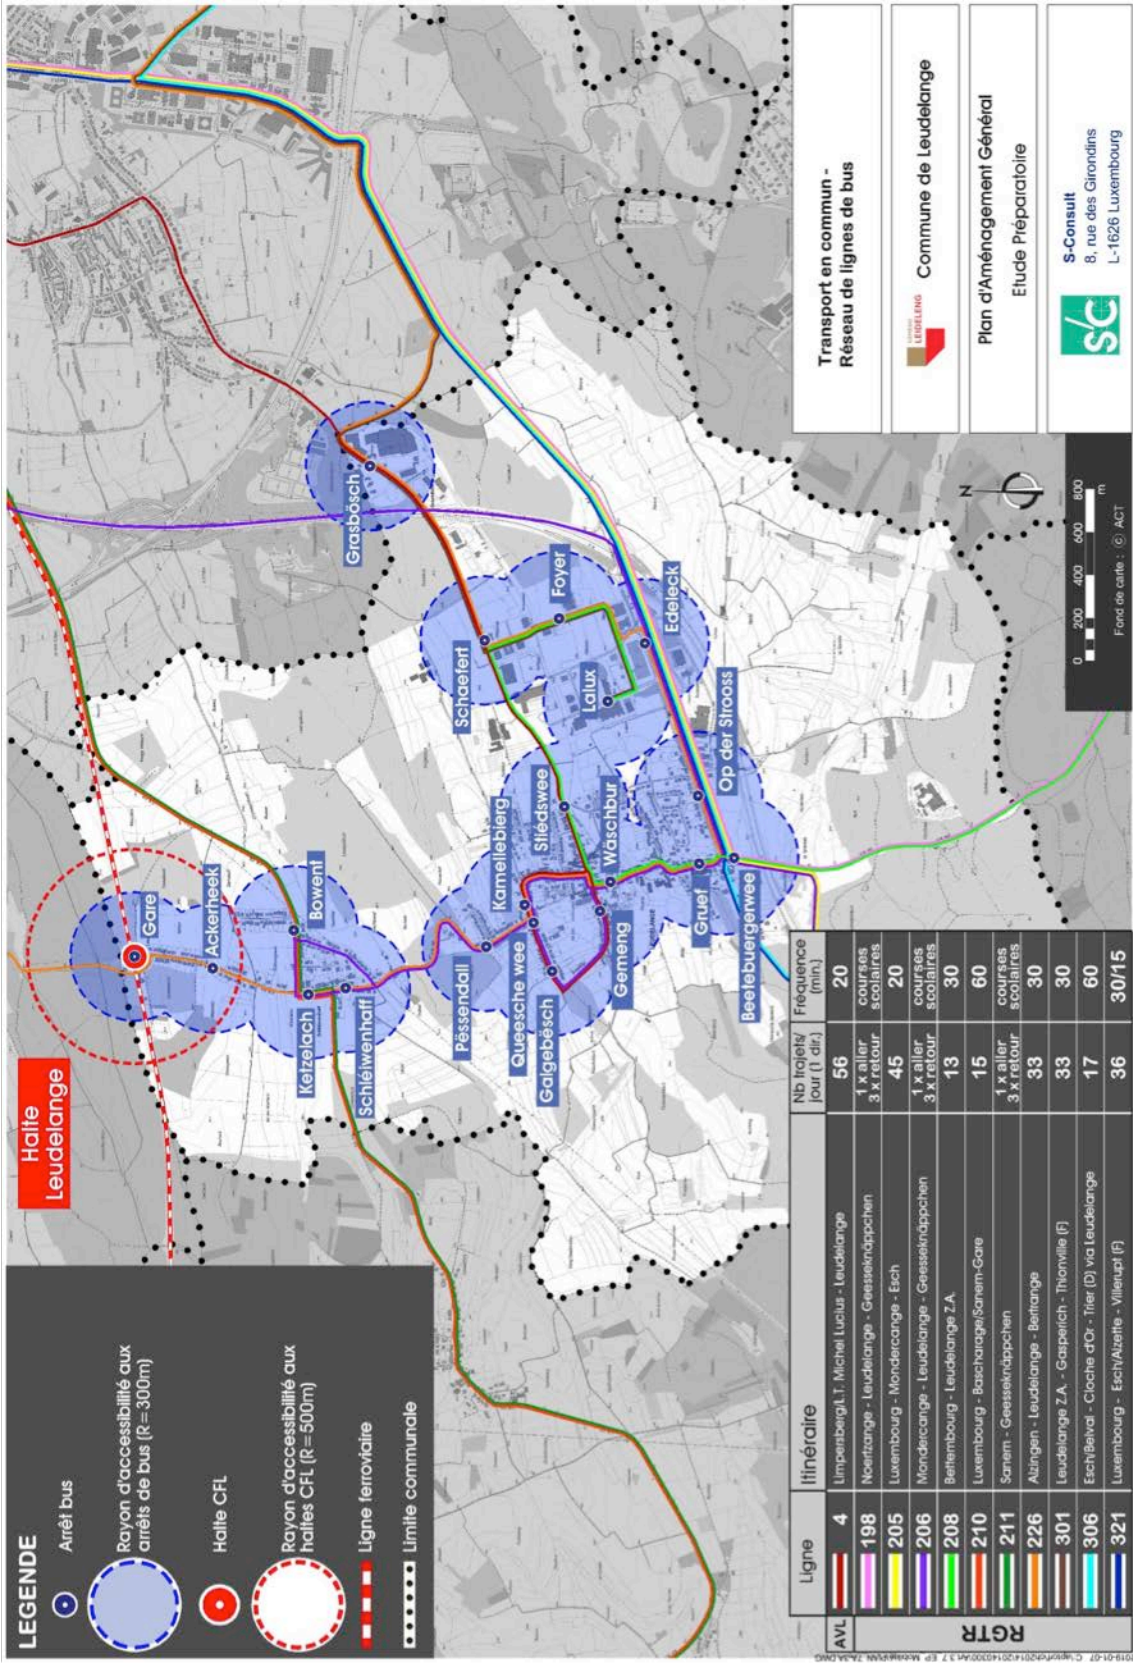 LEGENDE
Arrêt bus
Rayon d'accessibilité aux
arrêts de bus (R=300m)
Halte CFL
Rayon d'accessibilité aux
haltes CFL (R=500m)
Ligne ferroviaire
Limite communale
Halte
Leudelange
Gare
Ackerheek
Bowent
Ketzelach
Schléiwenhaff
Pëssendall
Kamellebierg
Queesche wee
Galgebësch
Gemeng
Stiedswee
Wäschbur
Gruef
Beetebuergerwee
Op der Strooss
Schaefert
Foyer
Lalux
Edeleck
Grasbösch
Ligne
Itinéraire
Nb trajets/
jour (1 dir.)
Fréquence
(min.)
AVL
4
Limpersberg/L.T. Michel Lucius - Leudelange
56
20
RGTR
198
Noertzange - Leudelange - Geesseknäppchen
1 x aller
3 x retour
courses
scolaires
205
Luxembourg - Mondercange - Esch
45
20
206
Mondercange - Leudelange - Geesseknäppchen
1 x aller
3 x retour
courses
scolaires
208
Bettembourg - Leudelange Z.A.
13
30
210
Luxembourg - Bascharage/Sanem-Gare
15
60
211
Sanem - Geesseknäppchen
1 x aller
3 x retour
courses
scolaires
226
Alzingen - Leudelange - Bertrange
33
30
301
Leudelange Z.A. - Gasperich - Thionville (F)
33
30
306
Esch/Belval - Cloche d'Or - Trier (D) via Leudelange
17
60
321
Luxembourg - Esch/Alzette - Villerupt (F)
36
30/15
N
0 200 400 600 800
m
Fond de carte : © ACT
Transport en commun -
Réseau de lignes de bus
LEIDELENG
Commune de Leudelange
Plan d'Aménagement Général
Etude Préparatoire
S-Consult
8, rue des Girondins
L-1626 Luxembourg